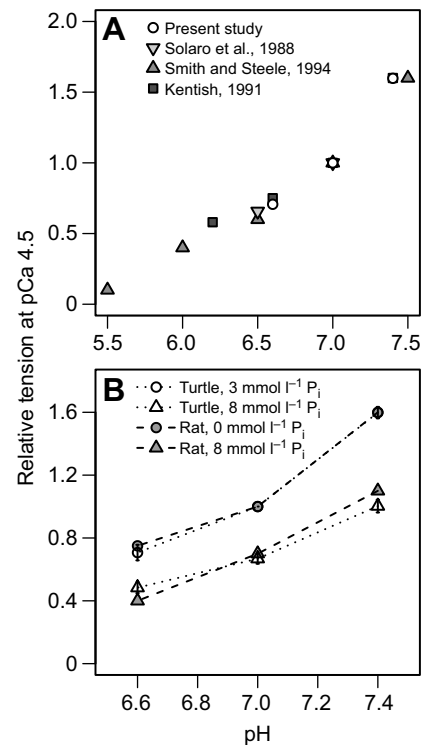 A
Present study
Solaro et al., 1988
Smith and Steele, 1994
Kentish, 1991
2.0
1.5
1.0
0.5
0
5.5 6.0 6.5 7.0 7.5
Relative tension at pCa 4.5
B
Turtle, 3 mmol l⁻¹ Pᵢ
Turtle, 8 mmol l⁻¹ Pᵢ
Rat, 0 mmol l⁻¹ Pᵢ
Rat, 8 mmol l⁻¹ Pᵢ
1.6
1.2
0.8
0.4
0
6.6 6.8 7.0 7.2 7.4
pH